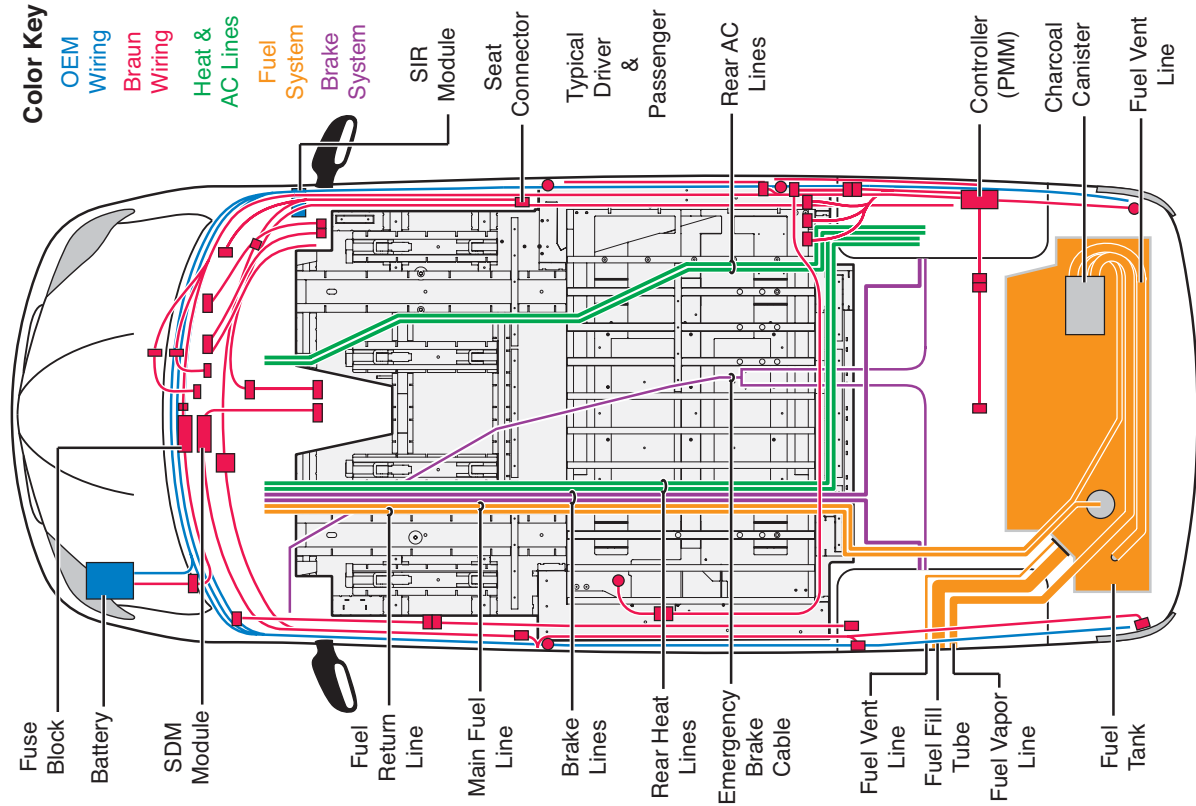 Color Key
OEM
Wiring
Braun
Wiring
Heat &
AC Lines
Fuel
System
Brake
System
SIR
Module
Seat
Connector
Typical
Driver
&
Passenger
Rear AC
Lines
Controller
(PMM)
Charcoal
Canister
Fuel Vent
Line
Fuse
Block
Battery
SDM
Module
Fuel
Return
Line
Main Fuel
Line
Brake
Lines
Rear Heat
Lines
Emergency
Brake
Cable
Fuel Vent
Line
Fuel Fill
Tube
Fuel Vapor
Line
Fuel
Tank